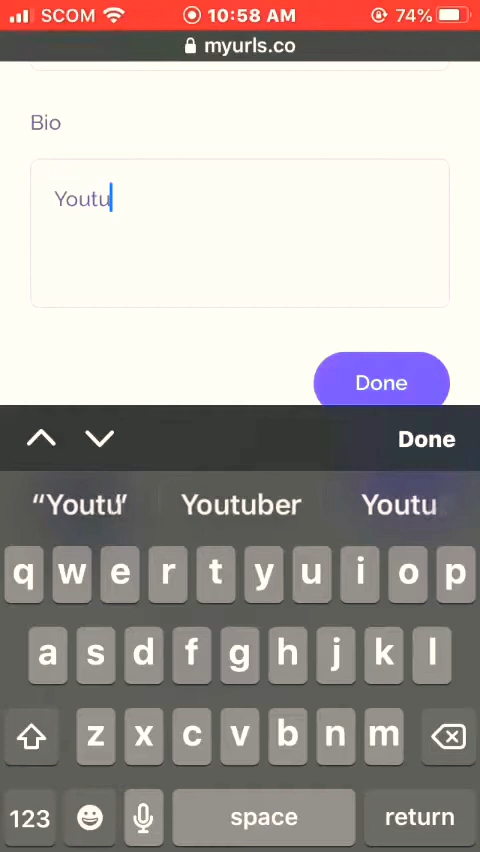 SCOM 10:58 AM 74%
myurls.co
Bio
Youtu
Done
Done
“Youtu” Youtuber Youtu
q w e r t y u i o p
a s d f g h j k l
z x c v b n m
123 space return